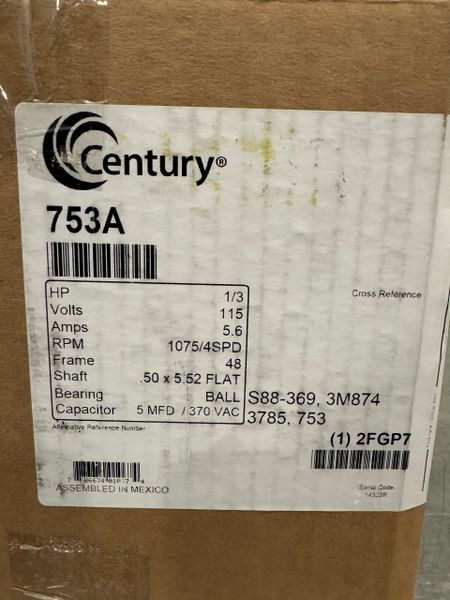 Century®
753A
HP 1/3
Volts 115
Amps 5.6
RPM 1075/4SPD
Frame 48
Shaft .50 x 5.52 FLAT
Bearing BALL
Capacitor 5 MFD / 370 VAC
Cross Reference
S88-369, 3M874
3785, 753
Alternative Reference Number
(1) 2FGP7
ASSEMBLED IN MEXICO
Serial Code